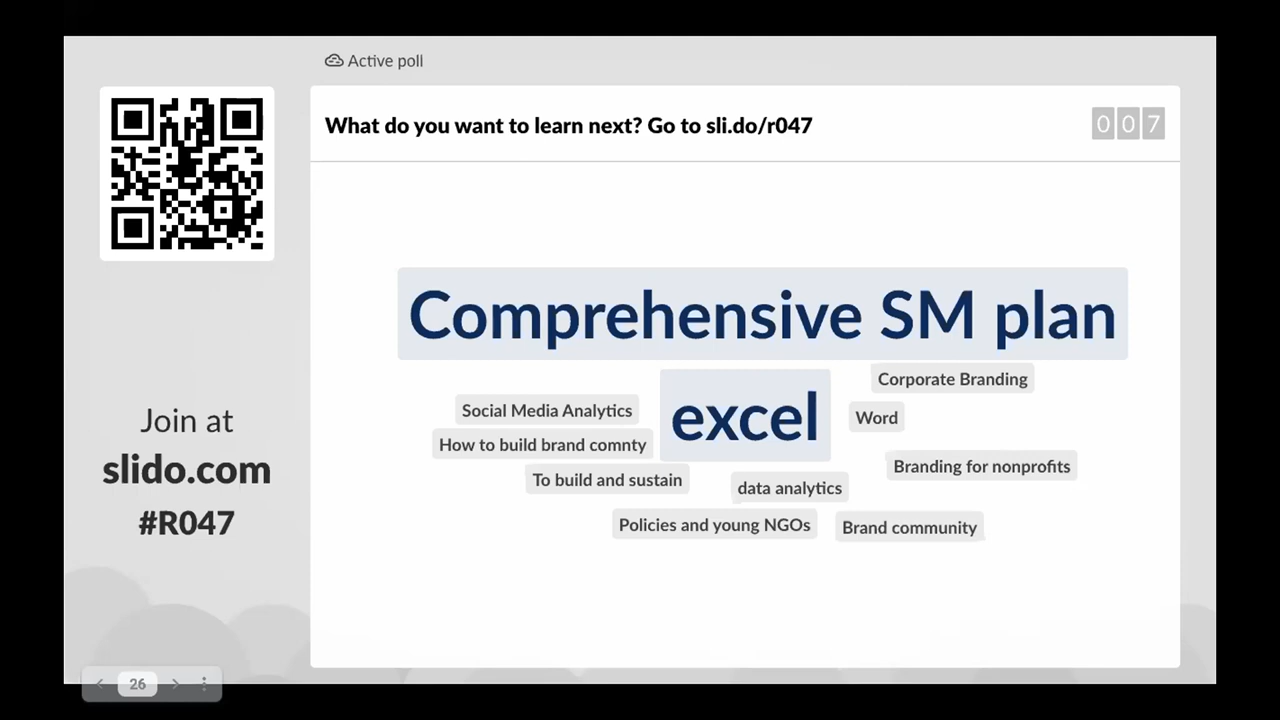 Active poll
What do you want to learn next? Go to sli.do/r047
007
Comprehensive SM plan
Corporate Branding
Social Media Analytics
excel
Word
How to build brand comnty
Branding for nonprofits
To build and sustain
data analytics
Policies and young NGOs
Brand community
Join at
slido.com
#R047
26